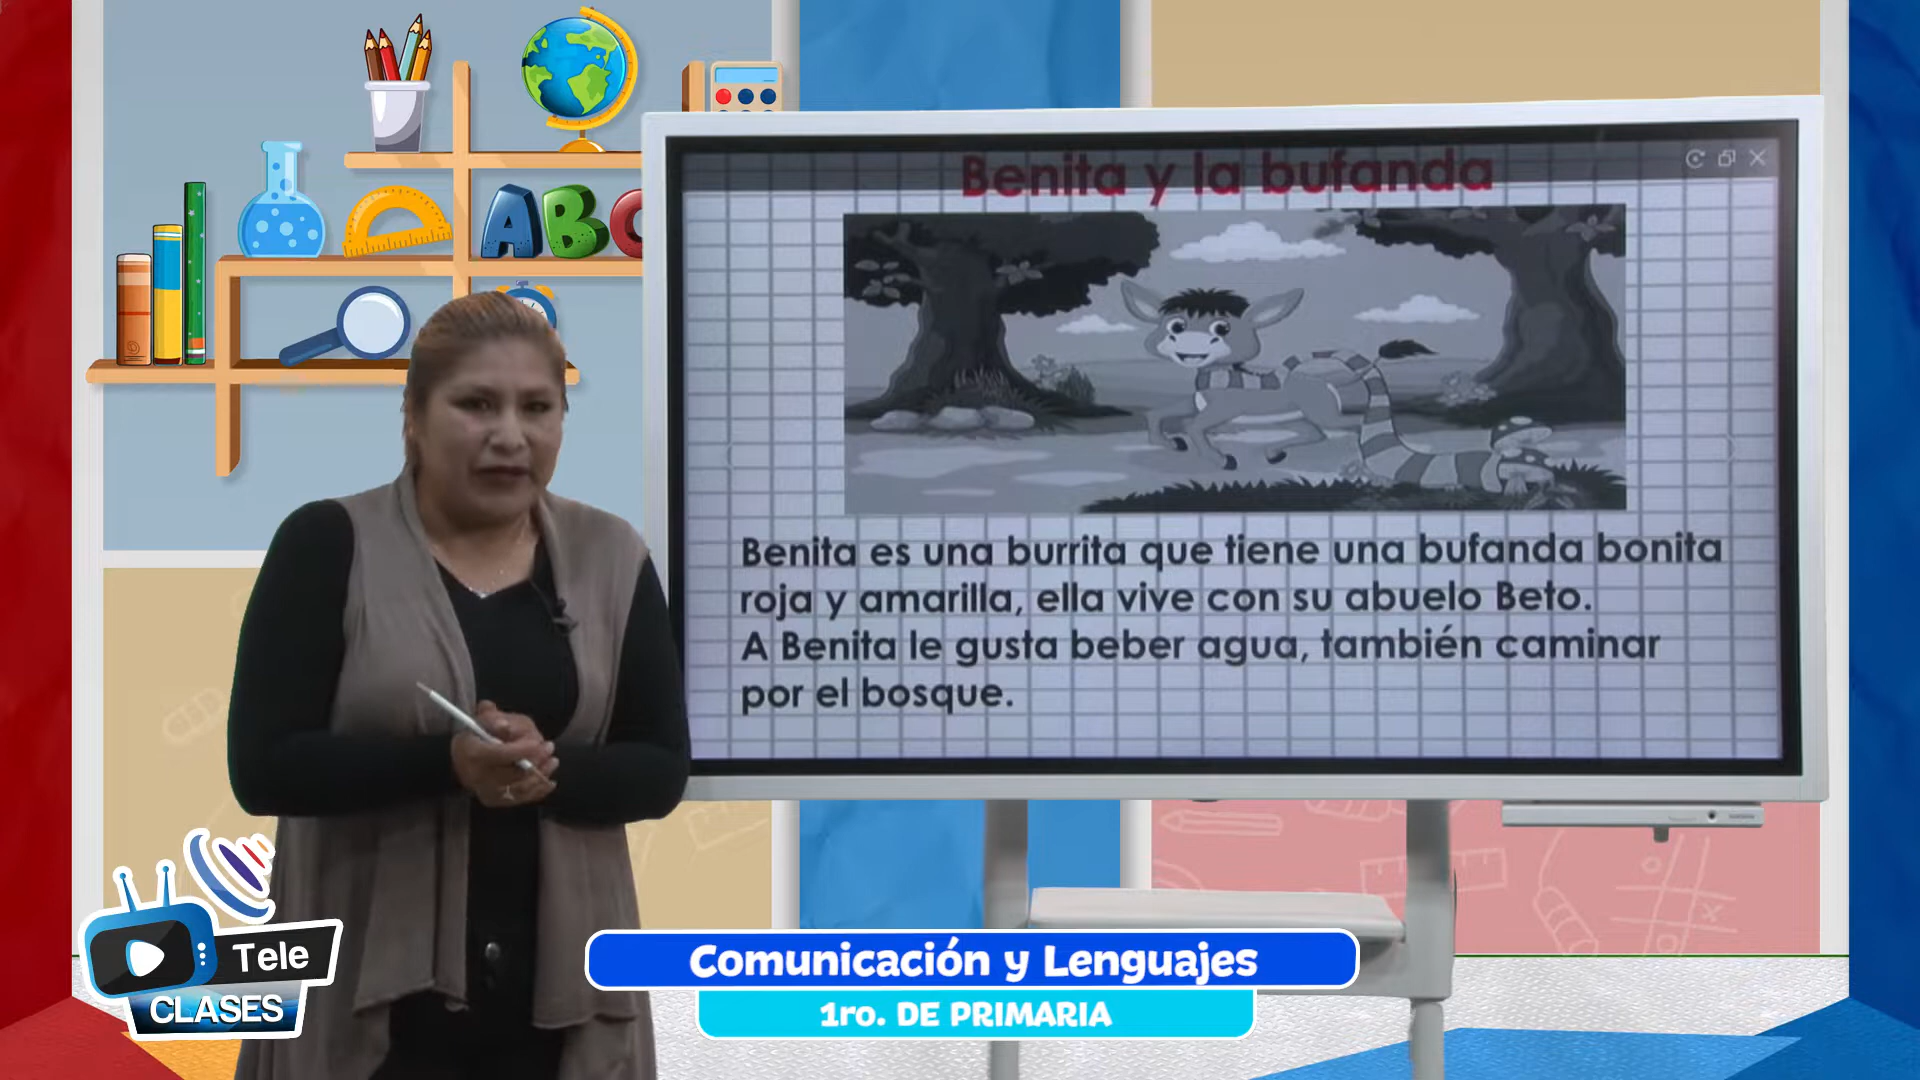 ABC
Benita y la bufanda
Benita es una burrita que tiene una bufanda bonita
roja y amarilla, ella vive con su abuelo Beto.
A Benita le gusta beber agua, también caminar
por el bosque.
Tele
CLASES
Comunicación y Lenguajes
1ro. DE PRIMARIA